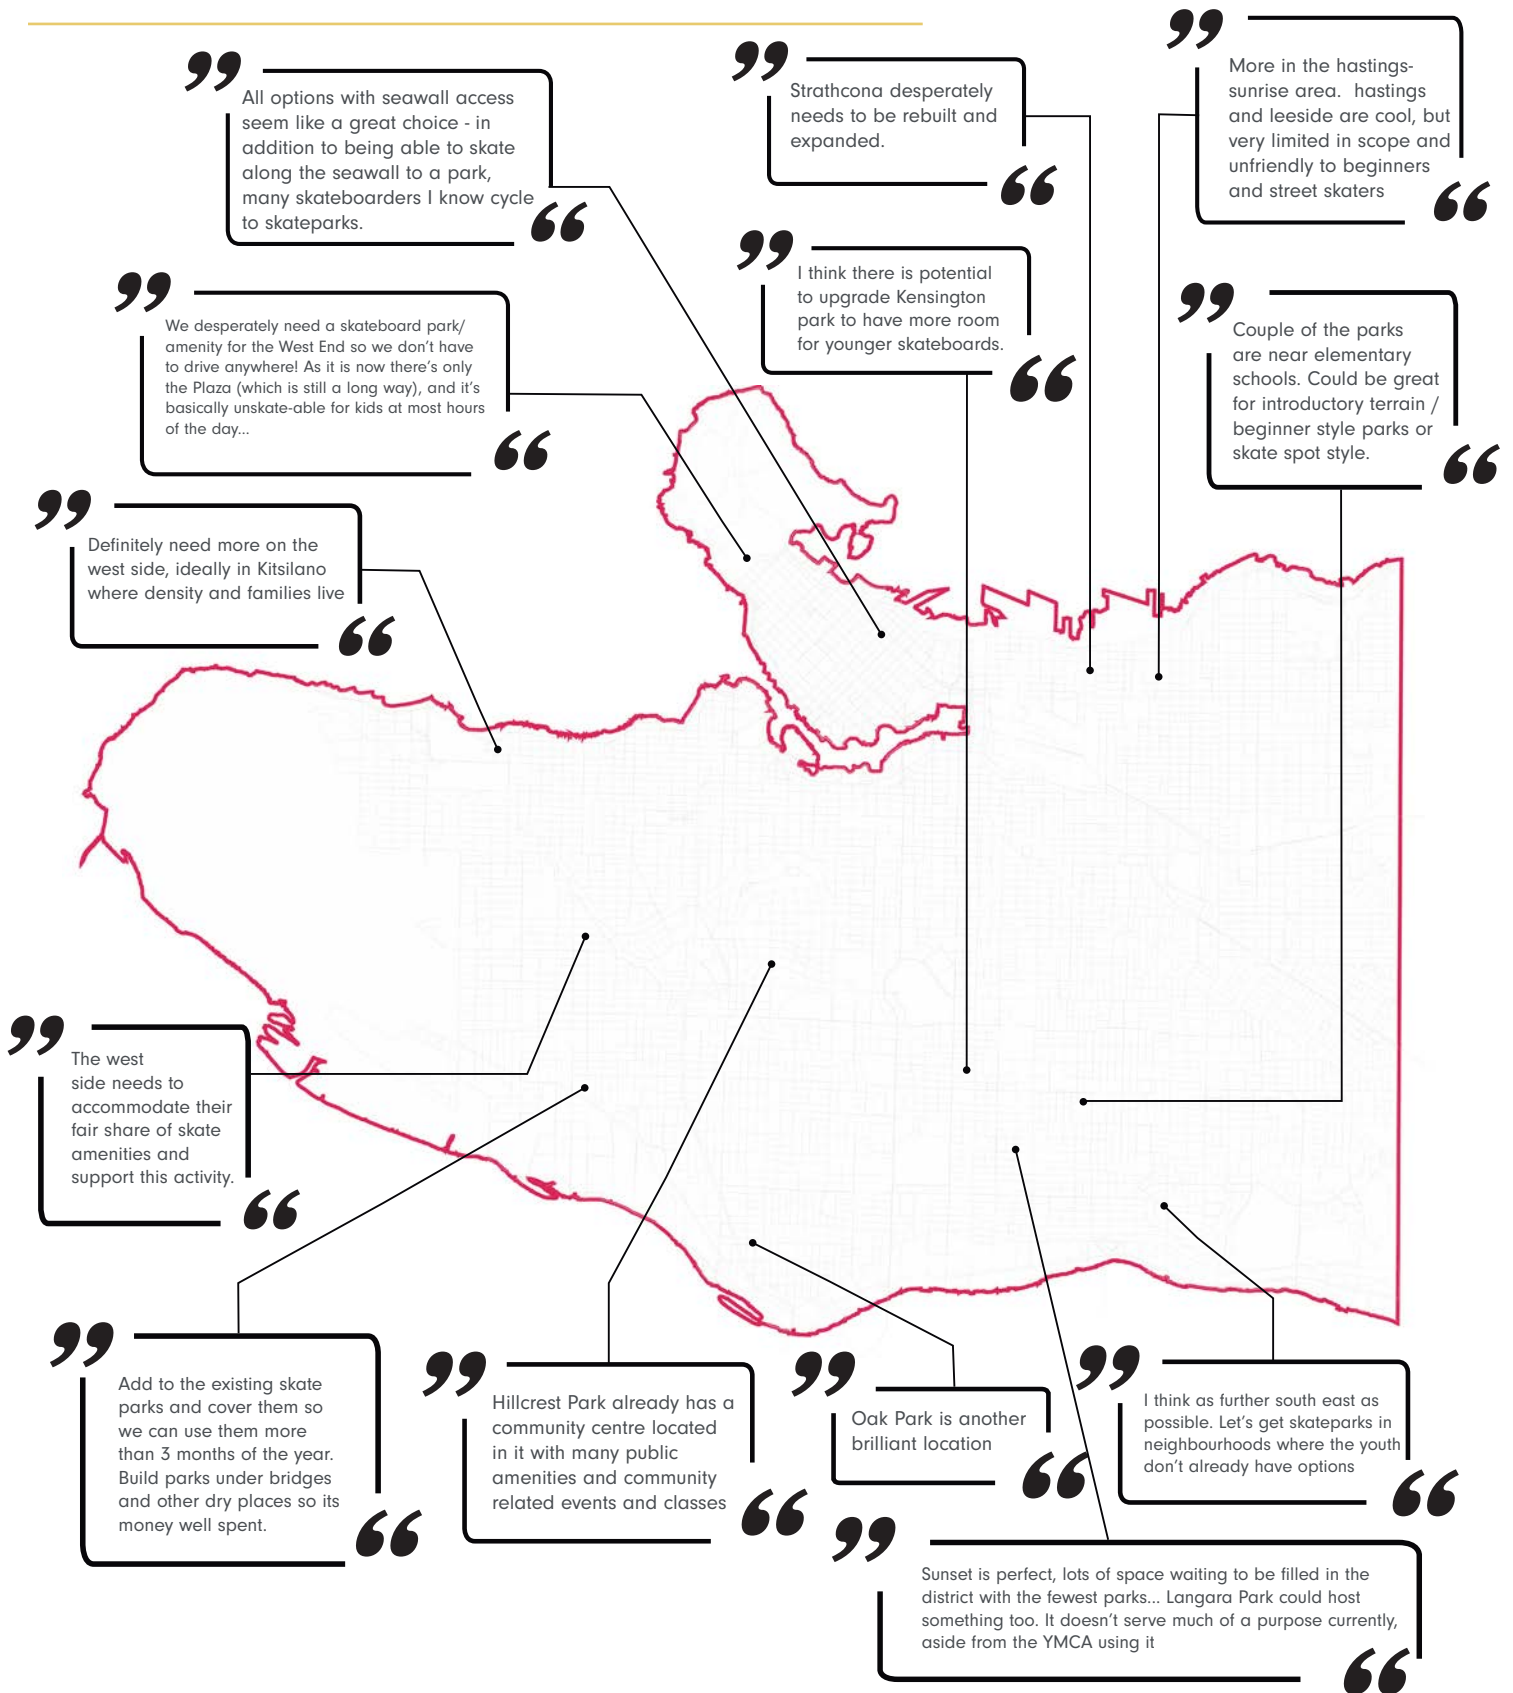 All options with seawall access
seem like a great choice - in
addition to being able to skate
along the seawall to a park,
many skateboarders I know cycle
to skateparks.
Strathcona desperately
needs to be rebuilt and
expanded.
More in the hastings-
sunrise area.  hastings
and leeside are cool, but
very limited in scope and
unfriendly to beginners
and street skaters
We desperately need a skateboard park/
amenity for the West End so we don't have
to drive anywhere! As it is now there's only
the Plaza (which is still a long way), and it's
basically unskate-able for kids at most hours
of the day...
I think there is potential
to upgrade Kensington
park to have more room
for younger skateboards.
Couple of the parks
are near elementary
schools. Could be great
for introductory terrain /
beginner style parks or
skate spot style.
Definitely need more on the
west side, ideally in Kitsilano
where density and families live
The west
side needs to
accommodate their
fair share of skate
amenities and
support this activity.
Add to the existing skate
parks and cover them so
we can use them more
than 3 months of the year.
Build parks under bridges
and other dry places so its
money well spent.
Hillcrest Park already has a
community centre located
in it with many public
amenities and community
related events and classes
Oak Park is another
brilliant location
I think as further south east as
possible. Let's get skateparks in
neighbourhoods where the youth
don't already have options
Sunset is perfect, lots of space waiting to be filled in the
district with the fewest parks... Langara Park could host
something too. It doesn't serve much of a purpose currently,
aside from the YMCA using it